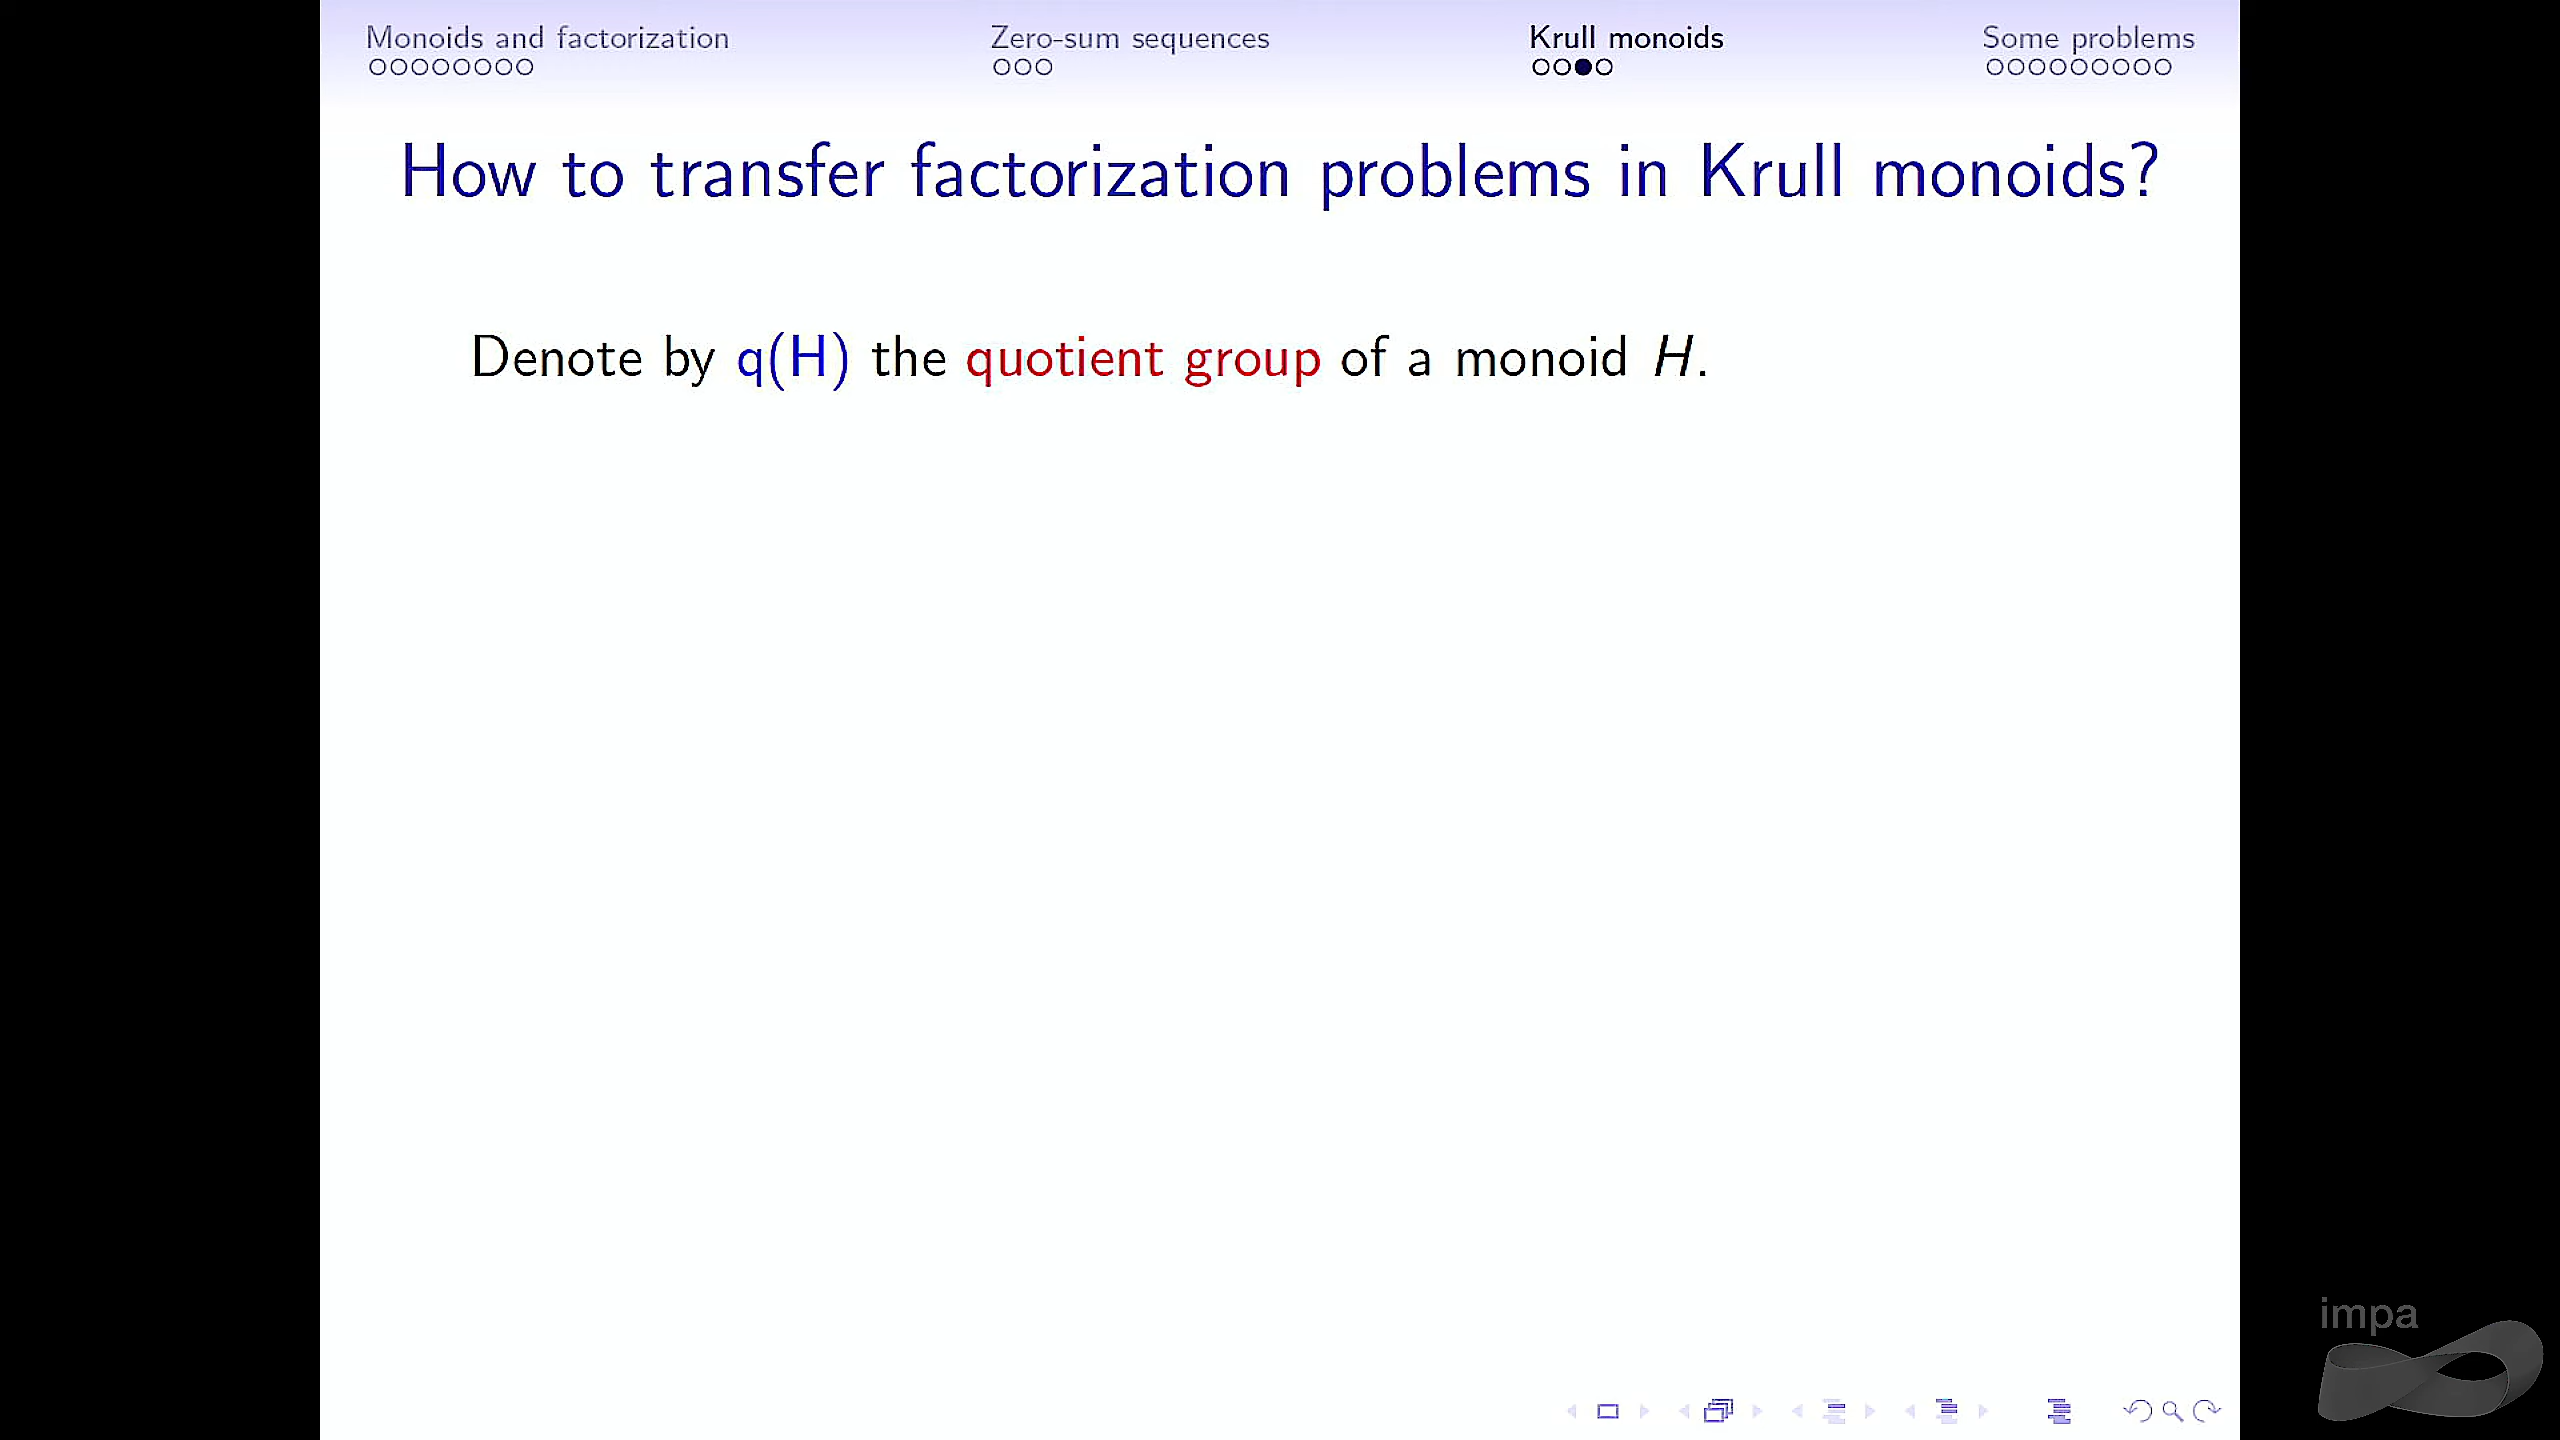 Monoids and factorization Zero-sum sequences Krull monoids Some problems
How to transfer factorization problems in Krull monoids?
Denote by q(H) the quotient group of a monoid H.
impa